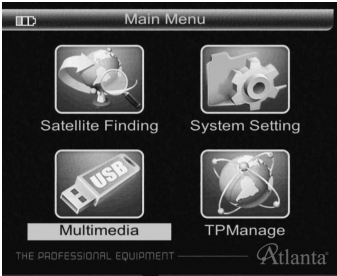 Main Menu
Satellite Finding
System Setting
USB
Multimedia
TPManage
THE PROFESSIONAL EQUIPMENT
Atlanta